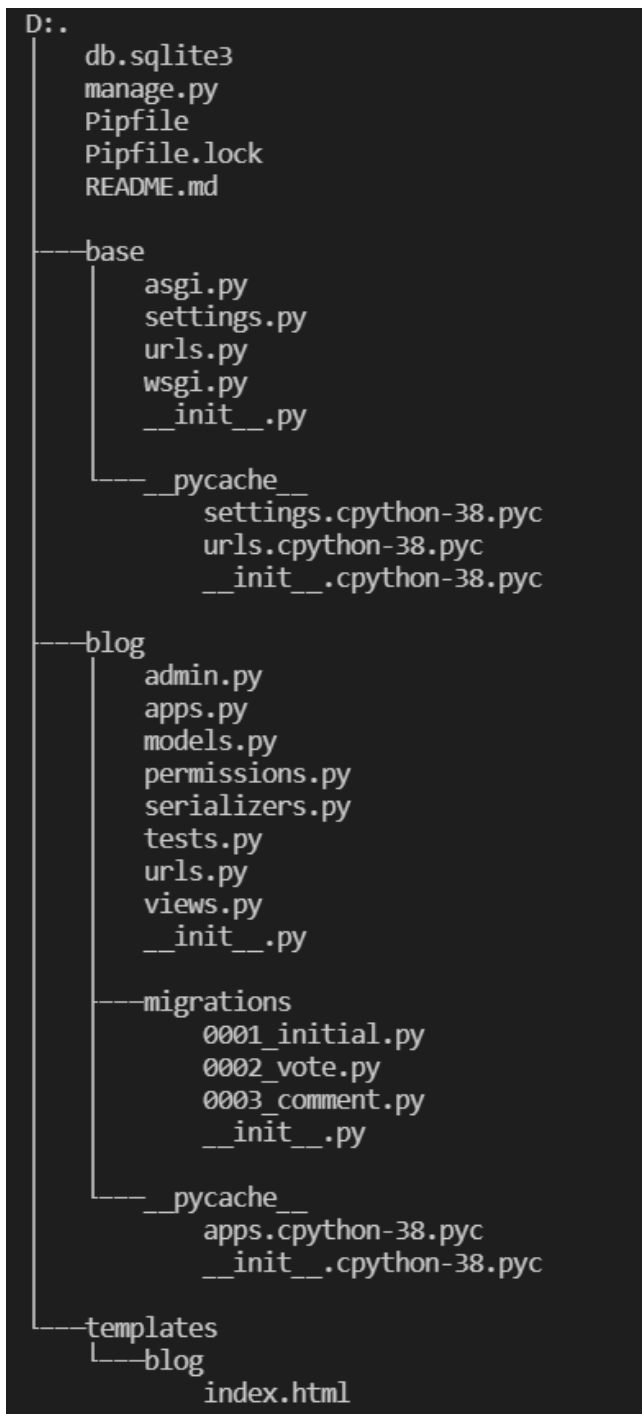 D:.
db.sqlite3
manage.py
Pipfile
Pipfile.lock
README.md
base
asgi.py
settings.py
urls.py
wsgi.py
__init__.py
__pycache__
settings.cpython-38.pyc
urls.cpython-38.pyc
__init__.cpython-38.pyc
blog
admin.py
apps.py
models.py
permissions.py
serializers.py
tests.py
urls.py
views.py
__init__.py
migrations
0001_initial.py
0002_vote.py
0003_comment.py
__init__.py
__pycache__
apps.cpython-38.pyc
__init__.cpython-38.pyc
templates
blog
index.html